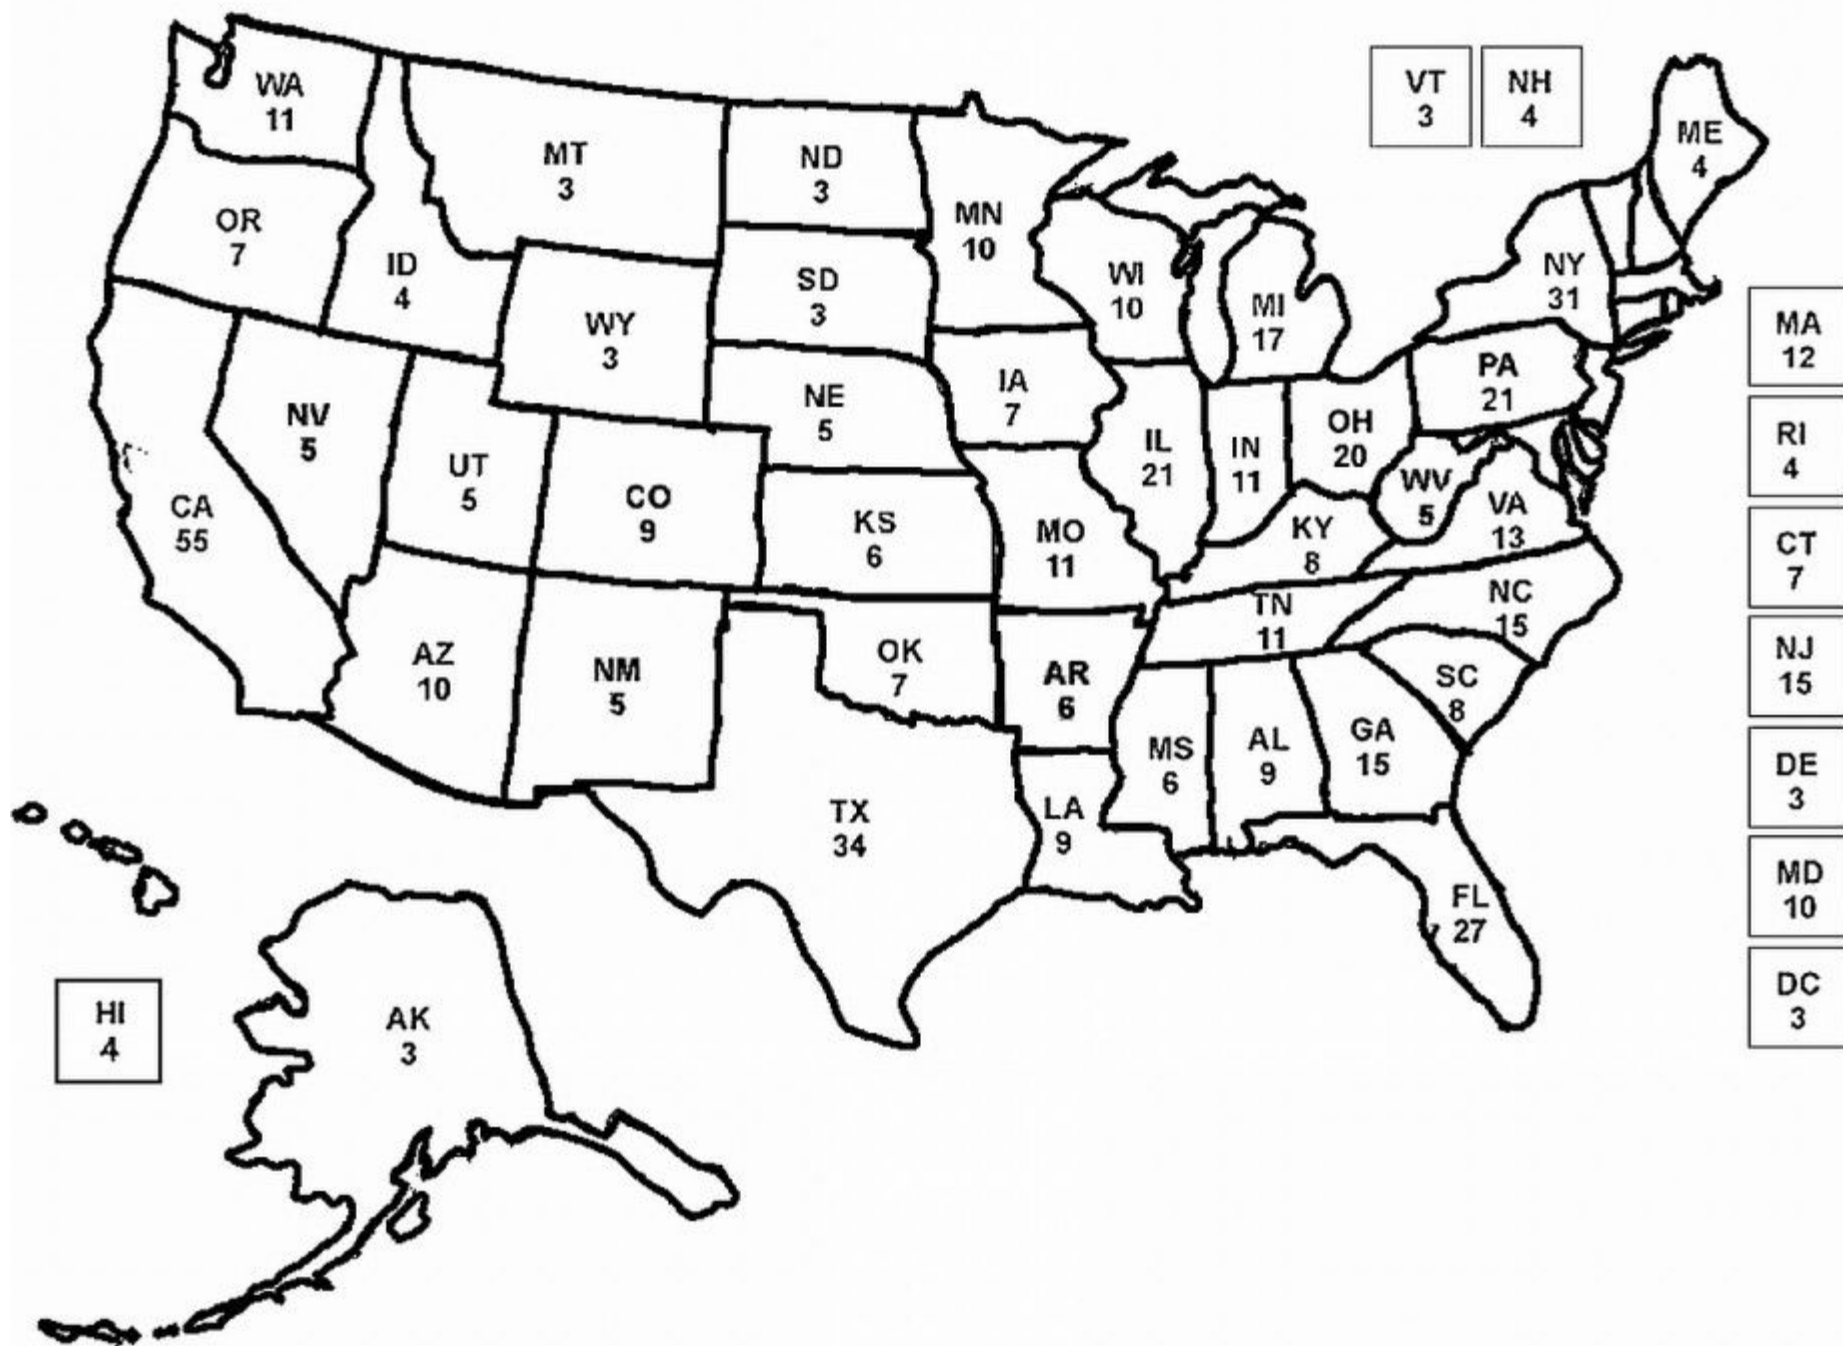 VT
3
NH
4
WA
11
ME
4
MT
3
ND
3
OR
7
MN
10
ID
4
SD
3
WI
10
NY
31
MI
17
WY
3
MA
12
IA
7
PA
21
NE
5
NV
5
OH
20
RI
4
UT
5
IL
21
IN
11
CO
9
WV
5
CA
55
VA
13
KS
6
MO
11
KY
8
CT
7
TN
11
NC
15
AZ
10
NM
5
OK
7
AR
6
SC
8
NJ
15
MS
6
AL
9
GA
15
DE
3
TX
34
LA
9
MD
10
FL
27
DC
3
HI
4
AK
3